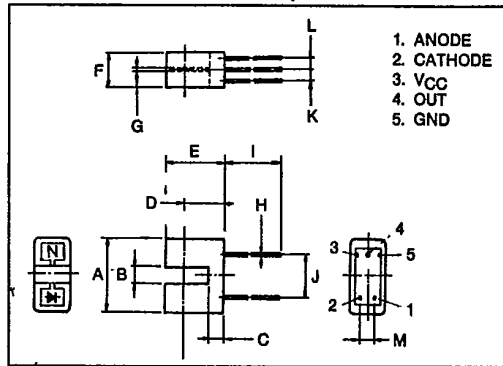 L
F
G
K
1. ANODE
2. CATHODE
3. VCC
4. OUT
5. GND
E
I
D
H
4
N
A
B
3
5
J
2
1
C
M